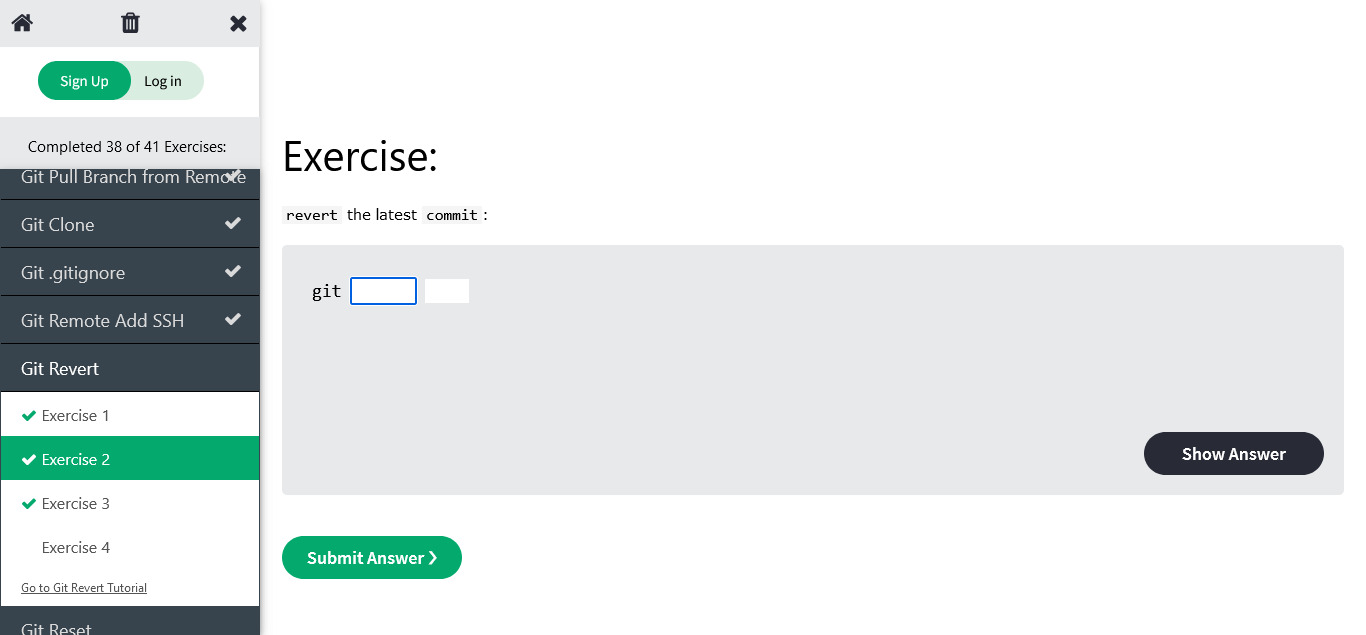 Sign Up
Log in
Completed 38 of 41 Exercises:
Git Pull Branch from Remote
Git Clone
Git .gitignore
Git Remote Add SSH
Git Revert
Exercise 1
Exercise 2
Exercise 3
Exercise 4
Go to Git Revert Tutorial
Git Reset
Exercise:
revert the latest commit :
git
Show Answer
Submit Answer ❯